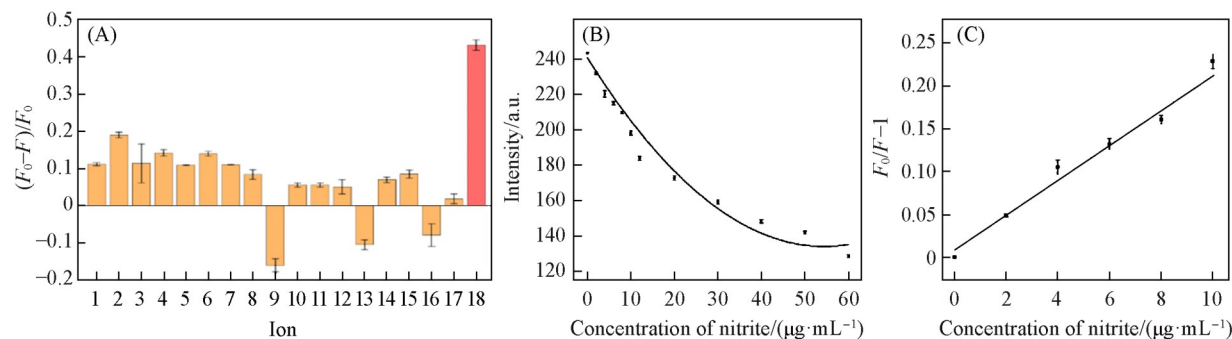 (A)
0.5
0.4
0.3
0.2
0.1
0
−0.1
−0.2
(F₀−F)/F₀
1 2 3 4 5 6 7 8 9 10 11 12 13 14 15 16 17 18
Ion
(B)
240
220
200
180
160
140
120
Intensity/a.u.
0 10 20 30 40 50 60
Concentration of nitrite/(μg·mL⁻¹)
(C)
0.25
0.20
0.15
0.10
0.05
0
F₀/F−1
0 2 4 6 8 10
Concentration of nitrite/(μg·mL⁻¹)